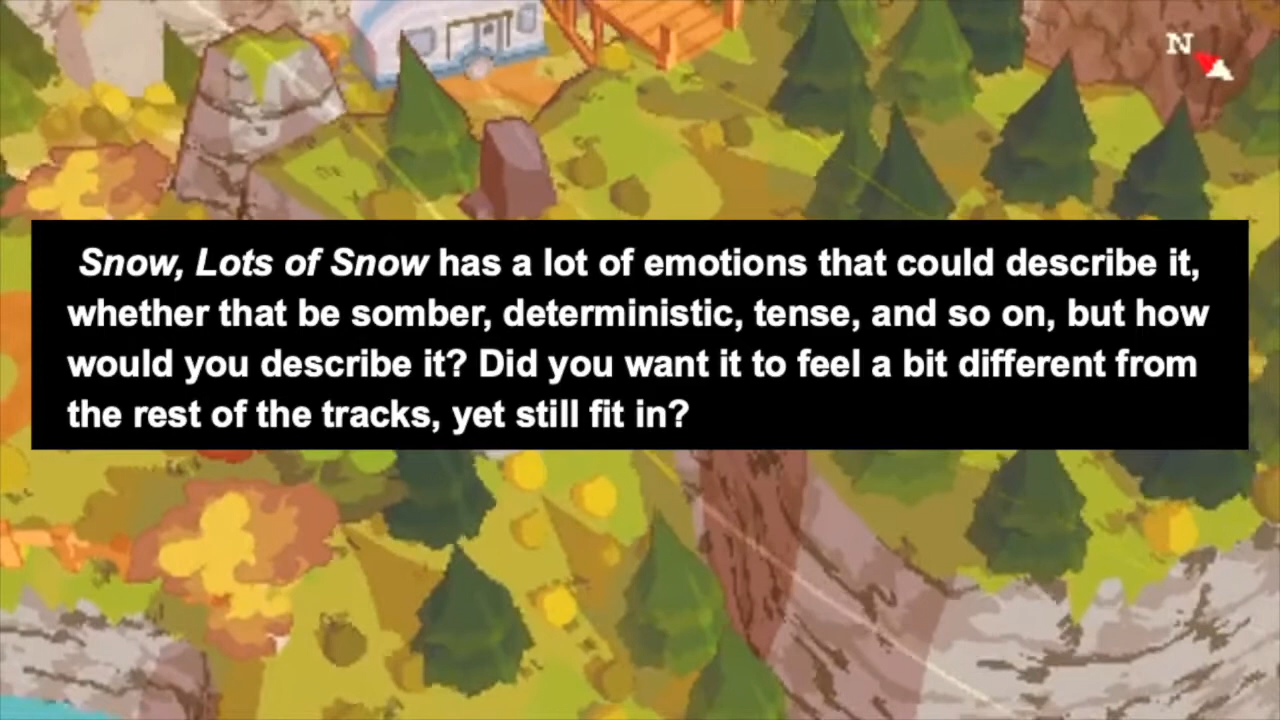 N
Snow, Lots of Snow has a lot of emotions that could describe it,
whether that be somber, deterministic, tense, and so on, but how
would you describe it? Did you want it to feel a bit different from
the rest of the tracks, yet still fit in?